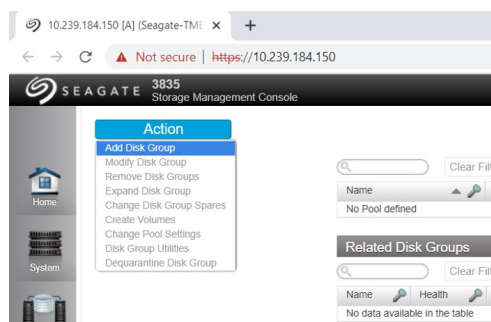 10.239.184.150 [A] (Seagate-TME
Not secure | https://10.239.184.150
SEAGATE 3835
Storage Management Console
Action
Add Disk Group
Modify Disk Group
Remove Disk Groups
Expand Disk Group
Change Disk Group Spares
Create Volumes
Change Pool Settings
Disk Group Utilities
Dequarantine Disk Group
Home
System
Clear Filt
Name
No Pool defined
Related Disk Groups
Clear Filt
Name Health
No data available in the table